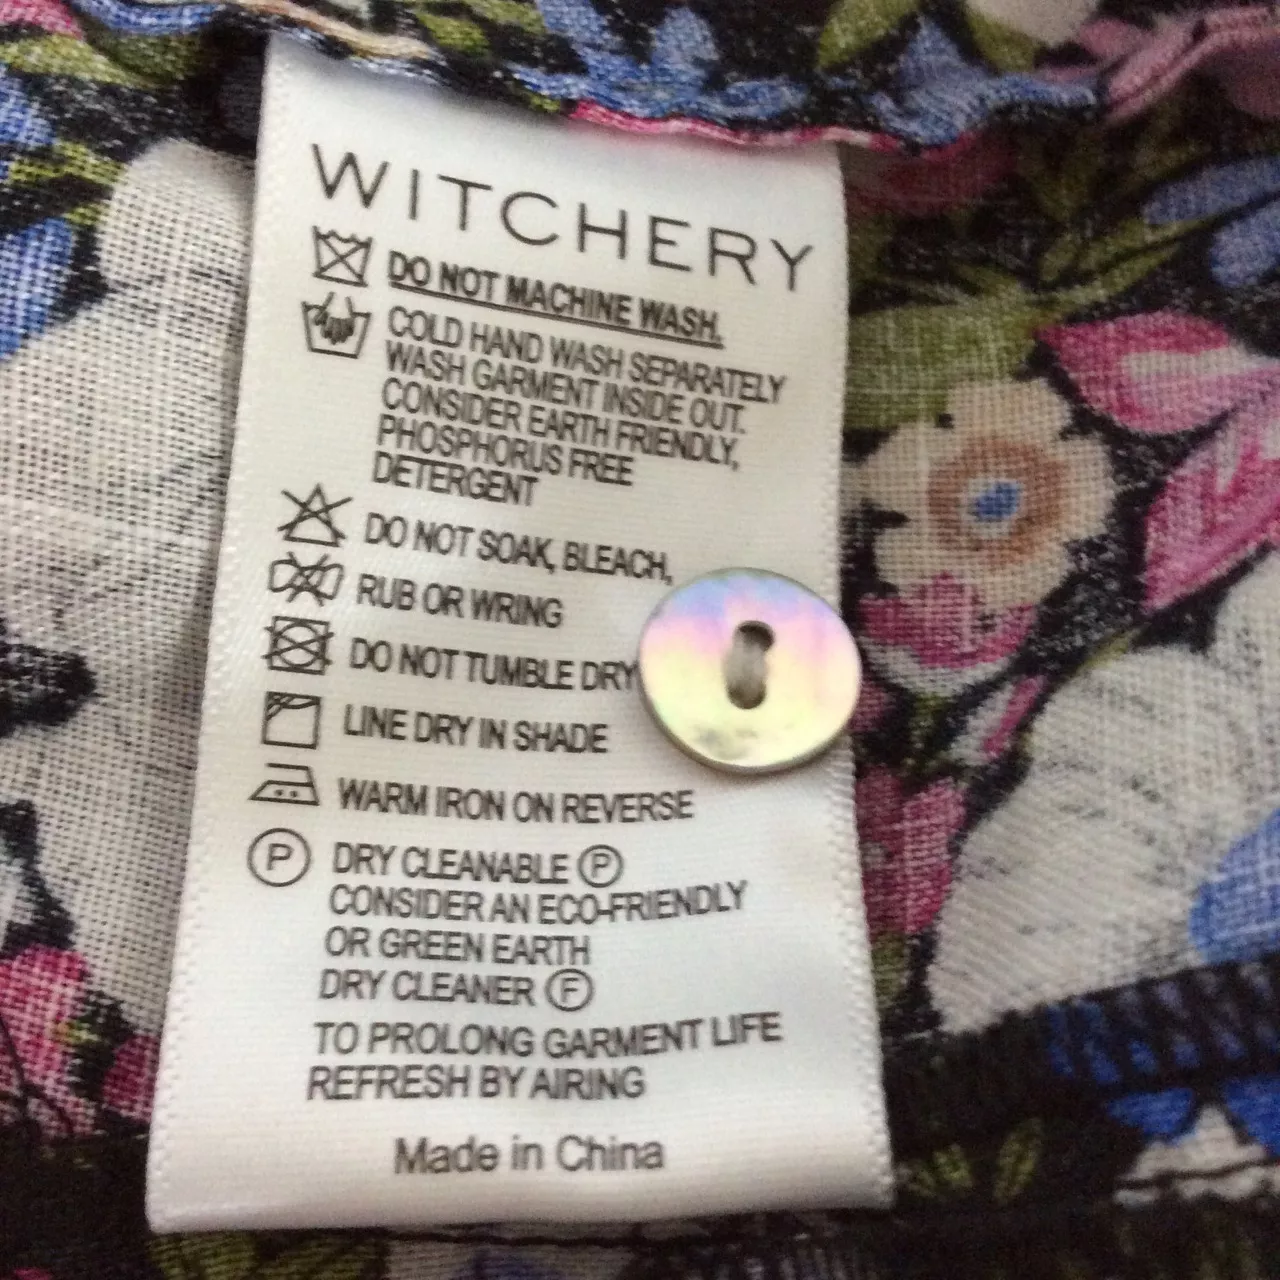 WITCHERY
DO NOT MACHINE WASH.
COLD HAND WASH SEPARATELY
WASH GARMENT INSIDE OUT.
CONSIDER EARTH FRIENDLY,
PHOSPHORUS FREE
DETERGENT
DO NOT SOAK, BLEACH,
RUB OR WRING
DO NOT TUMBLE DRY
LINE DRY IN SHADE
WARM IRON ON REVERSE
P DRY CLEANABLE P
CONSIDER AN ECO-FRIENDLY
OR GREEN EARTH
DRY CLEANER F
TO PROLONG GARMENT LIFE
REFRESH BY AIRING
Made in China